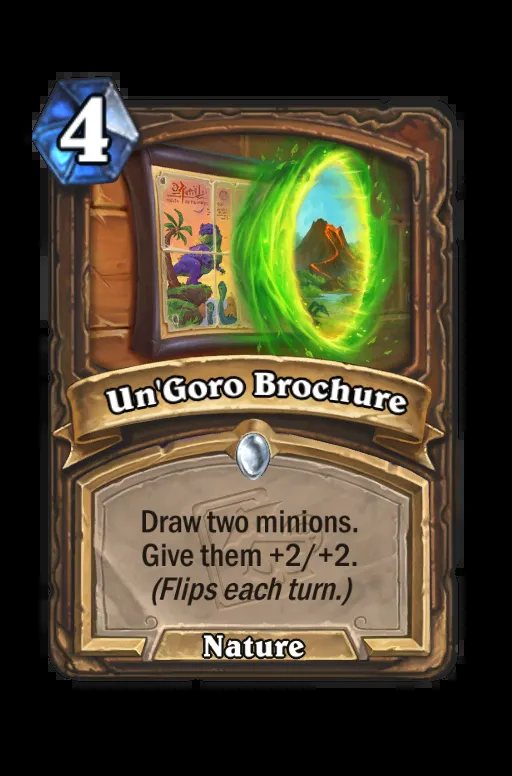 4
Un'Goro Brochure
Draw two minions.
Give them +2/+2.
(Flips each turn.)
Nature